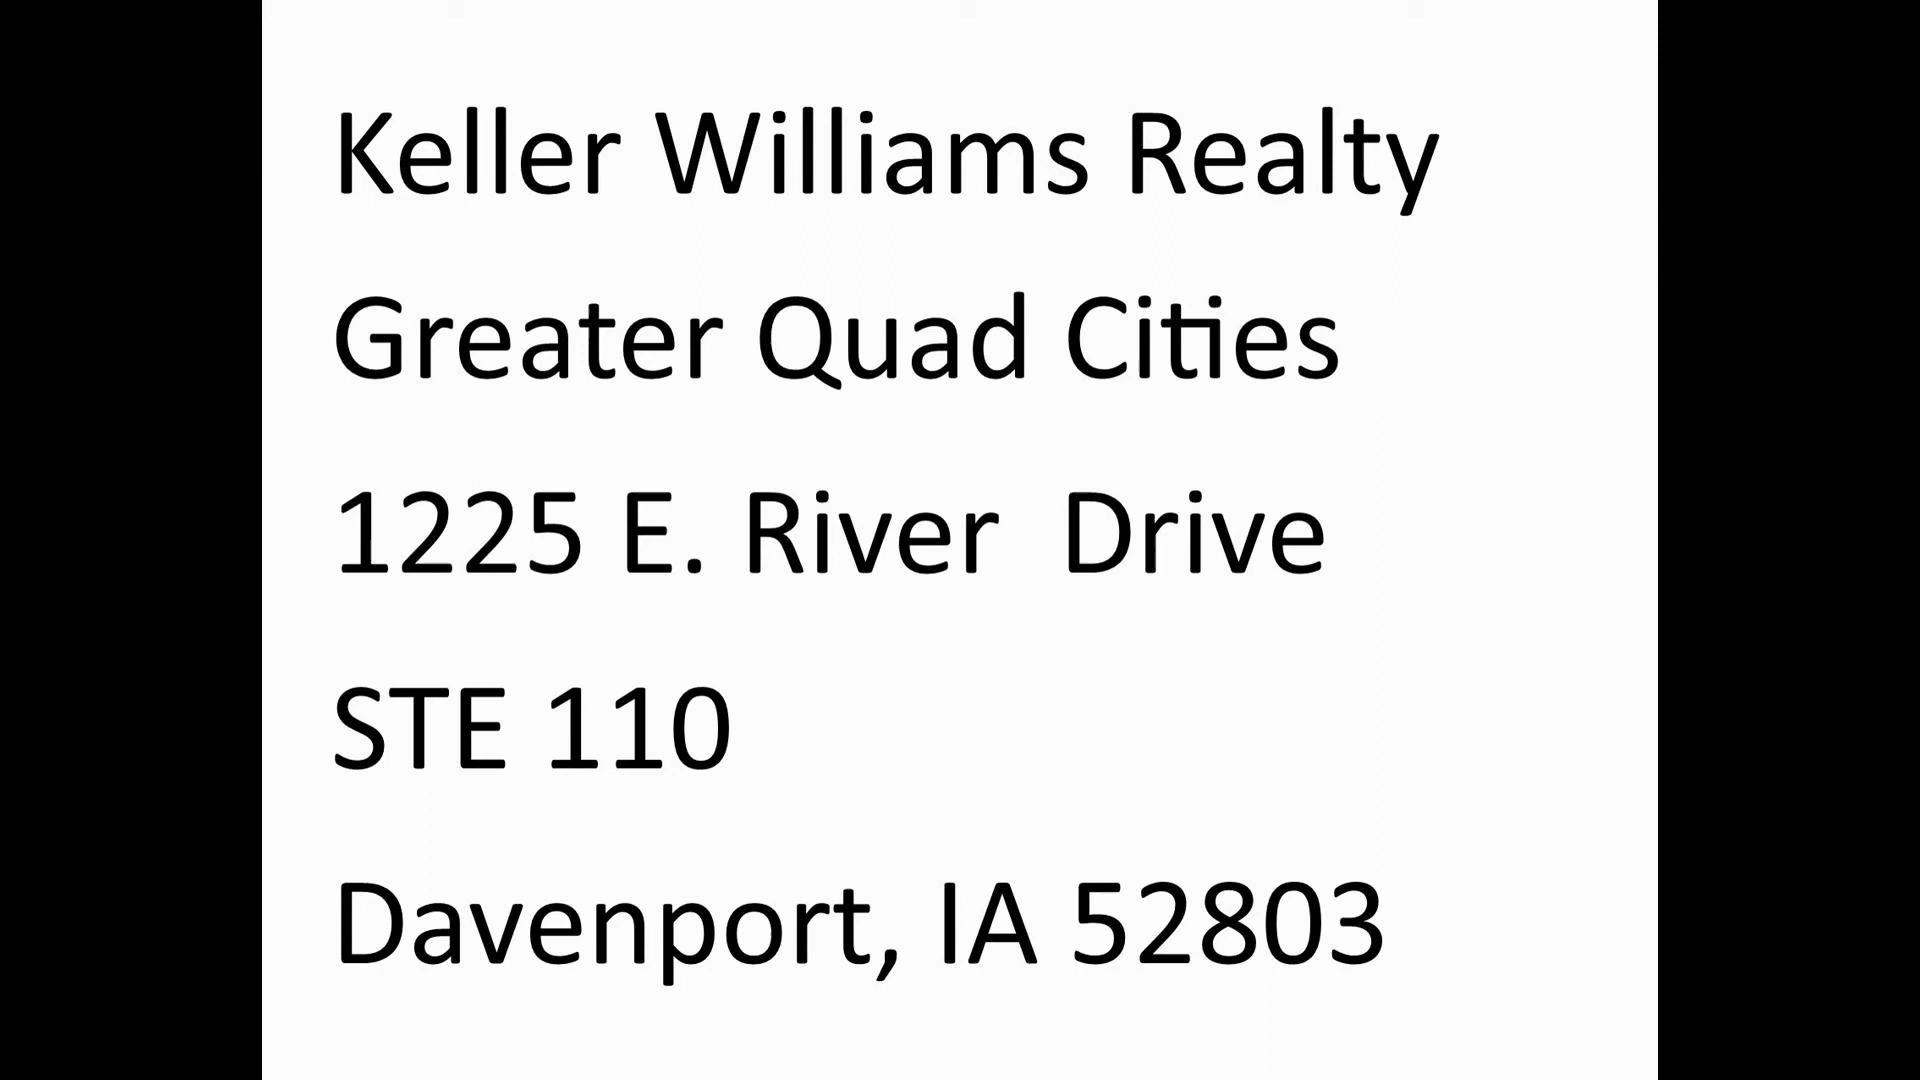 Keller Williams Realty
Greater Quad Cities
1225 E. River  Drive
STE 110
Davenport, IA 52803